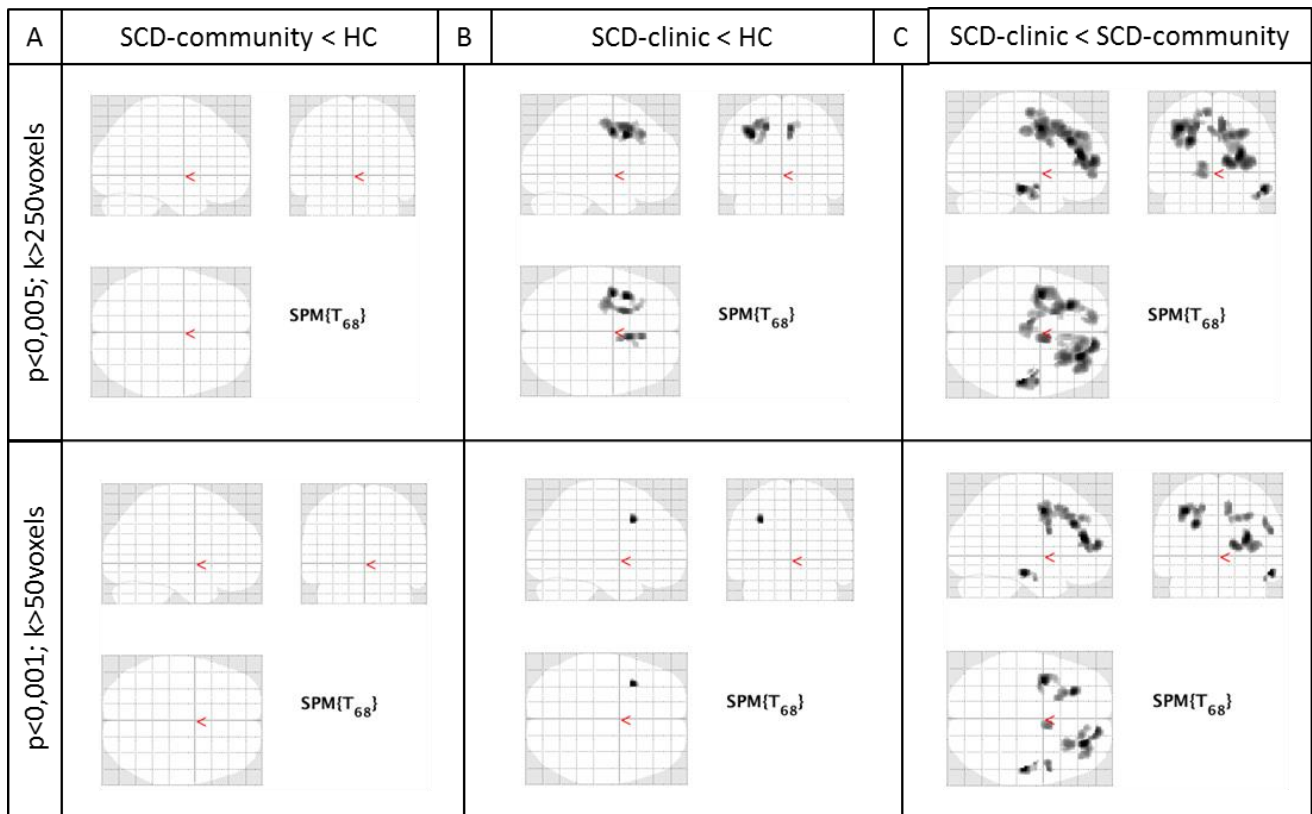 A
SCD-community < HC
B
SCD-clinic < HC
C
SCD-clinic < SCD-community
p<0,005; k>250voxels
<
<
<
<
<
<
<
SPM{T68}
<
SPM{T68}
<
SPM{T68}
p<0,001; k>50voxels
<
<
<
<
<
<
<
SPM{T68}
<
SPM{T68}
<
SPM{T68}